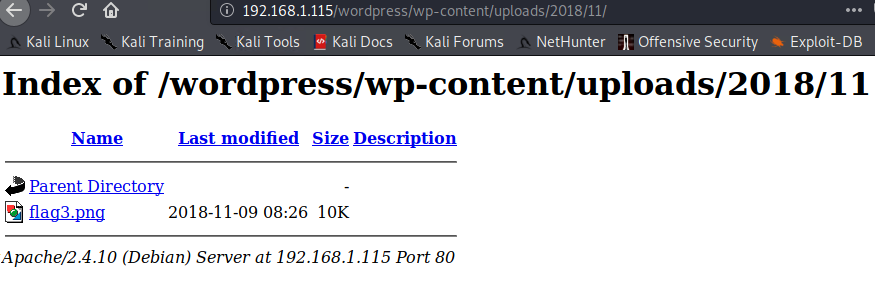 192.168.1.115/wordpress/wp-content/uploads/2018/11/
Kali Linux Kali Training Kali Tools Kali Docs Kali Forums NetHunter Offensive Security Exploit-DB
Index of /wordpress/wp-content/uploads/2018/11
Name Last modified Size Description
Parent Directory -
flag3.png 2018-11-09 08:26 10K
Apache/2.4.10 (Debian) Server at 192.168.1.115 Port 80